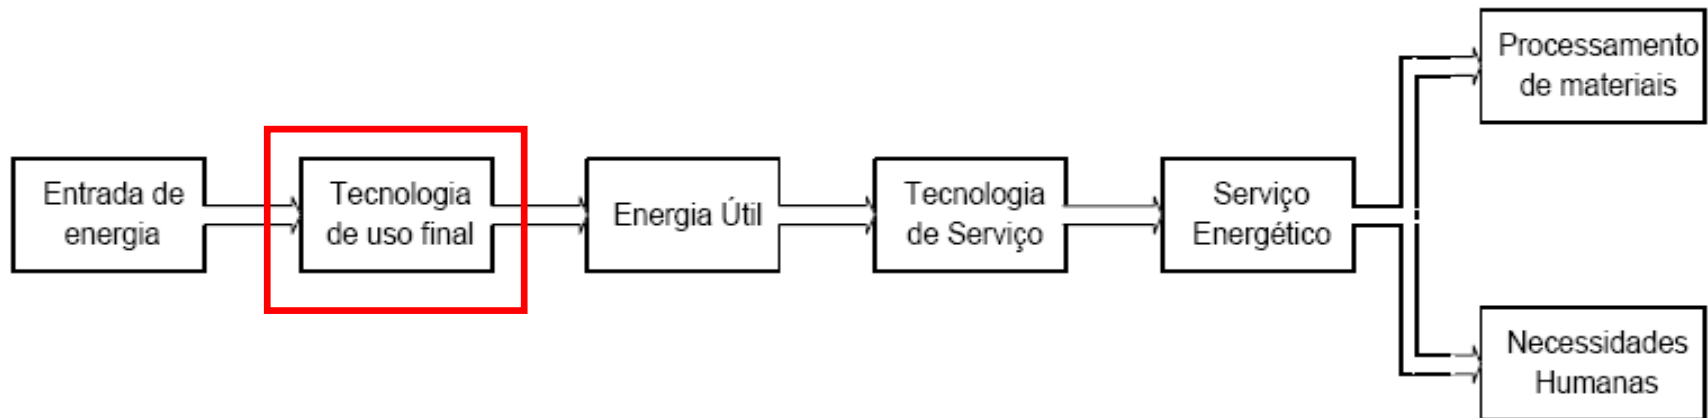 Entrada de
energia
Tecnologia
de uso final
Energia Útil
Tecnologia
de Serviço
Serviço
Energético
Processamento
de materiais
Necessidades
Humanas